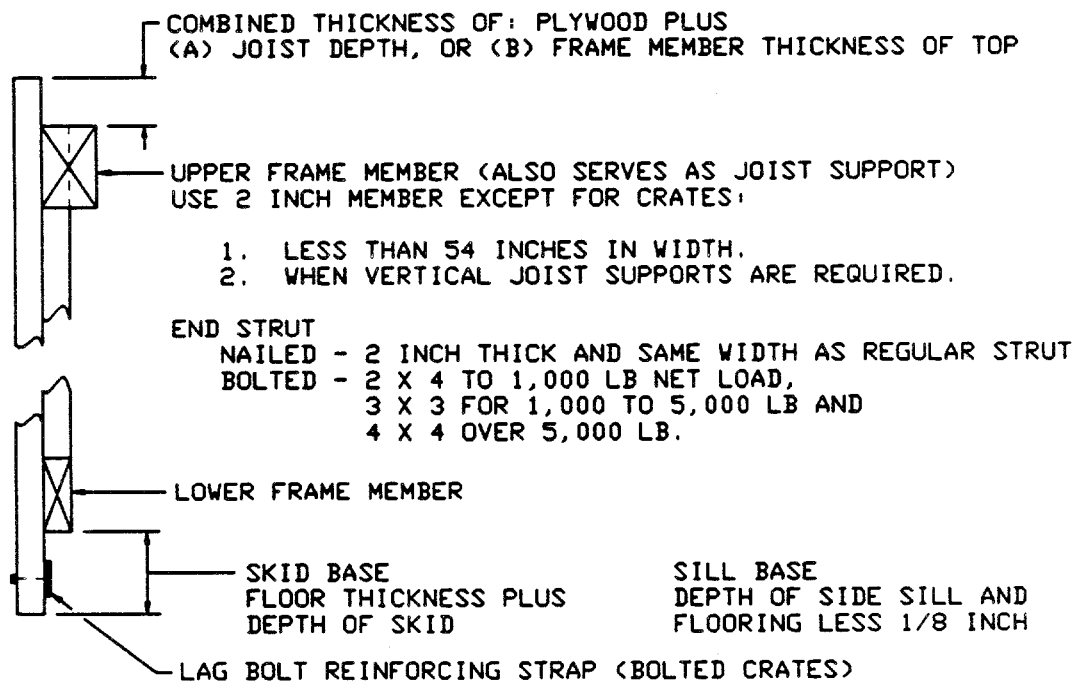 COMBINED THICKNESS OF: PLYWOOD PLUS
(A) JOIST DEPTH, OR (B) FRAME MEMBER THICKNESS OF TOP
UPPER FRAME MEMBER (ALSO SERVES AS JOIST SUPPORT)
USE 2 INCH MEMBER EXCEPT FOR CRATES:
1. LESS THAN 54 INCHES IN WIDTH.
2. WHEN VERTICAL JOIST SUPPORTS ARE REQUIRED.
END STRUT
NAILED - 2 INCH THICK AND SAME WIDTH AS REGULAR STRUT
BOLTED - 2 X 4 TO 1,000 LB NET LOAD,
3 X 3 FOR 1,000 TO 5,000 LB AND
4 X 4 OVER 5,000 LB.
LOWER FRAME MEMBER
SKID BASE
FLOOR THICKNESS PLUS
DEPTH OF SKID
SILL BASE
DEPTH OF SIDE SILL AND
FLOORING LESS 1/8 INCH
LAG BOLT REINFORCING STRAP (BOLTED CRATES)